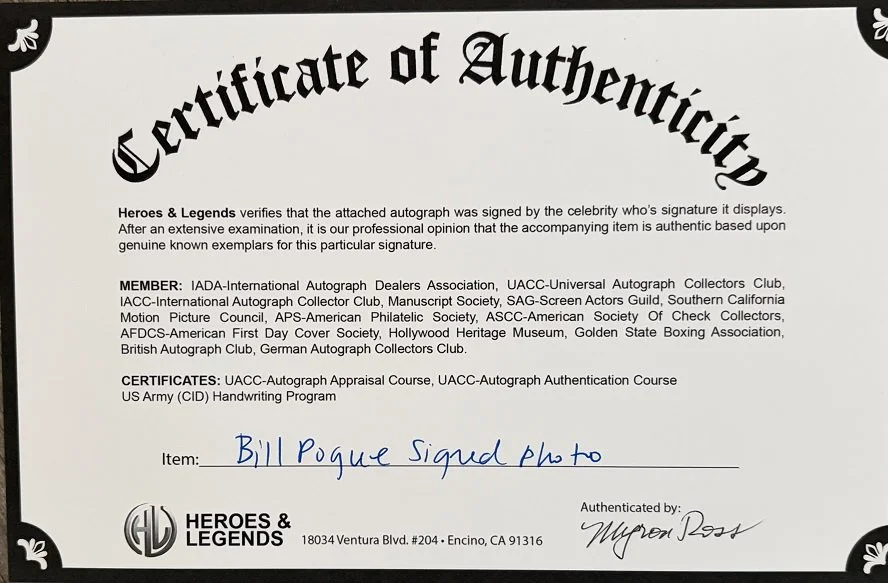 Certificate of Authenticity
Heroes & Legends verifies that the attached autograph was signed by the celebrity who's signature it displays.
After an extensive examination, it is our professional opinion that the accompanying item is authentic based upon
genuine known exemplars for this particular signature.
MEMBER: IADA-International Autograph Dealers Association, UACC-Universal Autograph Collectors Club,
IACC-International Autograph Collector Club, Manuscript Society, SAG-Screen Actors Guild, Southern California
Motion Picture Council, APS-American Philatelic Society, ASCC-American Society Of Check Collectors,
AFDCS-American First Day Cover Society, Hollywood Heritage Museum, Golden State Boxing Association,
British Autograph Club, German Autograph Collectors Club.
CERTIFICATES: UACC-Autograph Appraisal Course, UACC-Autograph Authentication Course
US Army (CID) Handwriting Program
Item: Bill Pogue Signed photo
HL HEROES &
LEGENDS 18034 Ventura Blvd. #204 • Encino, CA 91316
Authenticated by:
Myron Ross